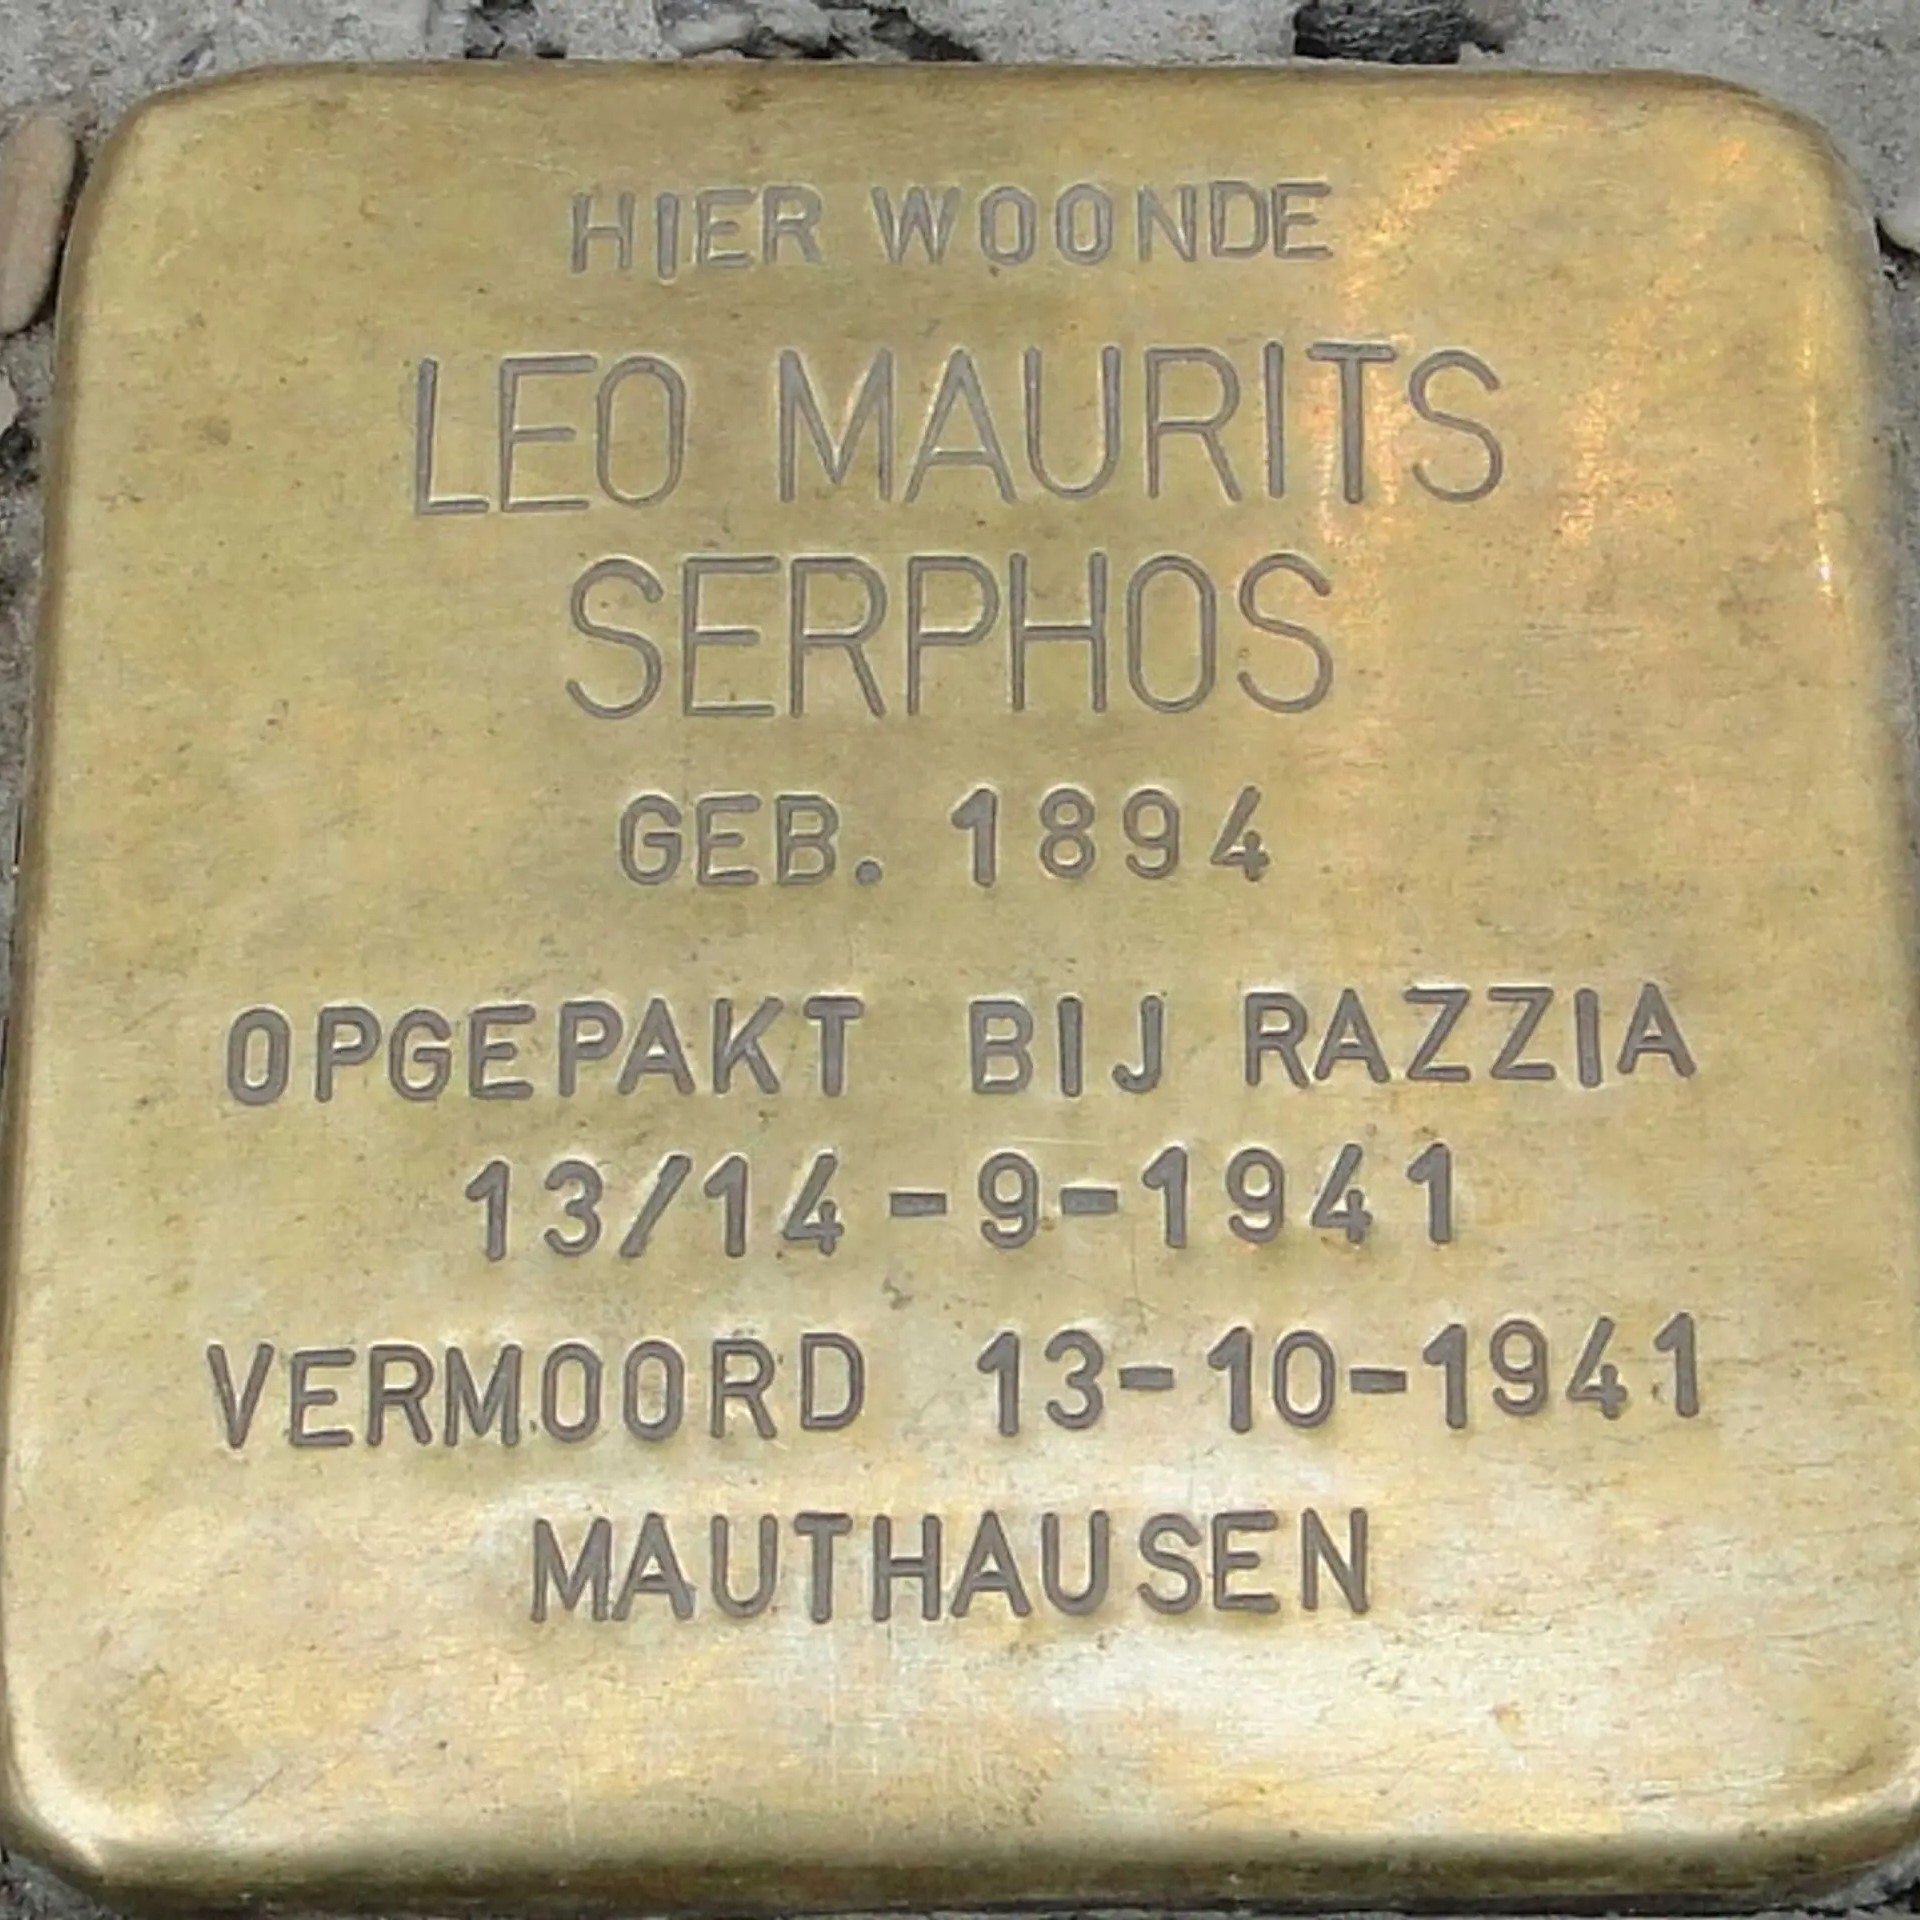 HIER WOONDE
LEO MAURITS
SERPHOS
GEB. 1894
OPGEPAKT BIJ RAZZIA
13/14-9-1941
VERMOORD 13-10-1941
MAUTHAUSEN